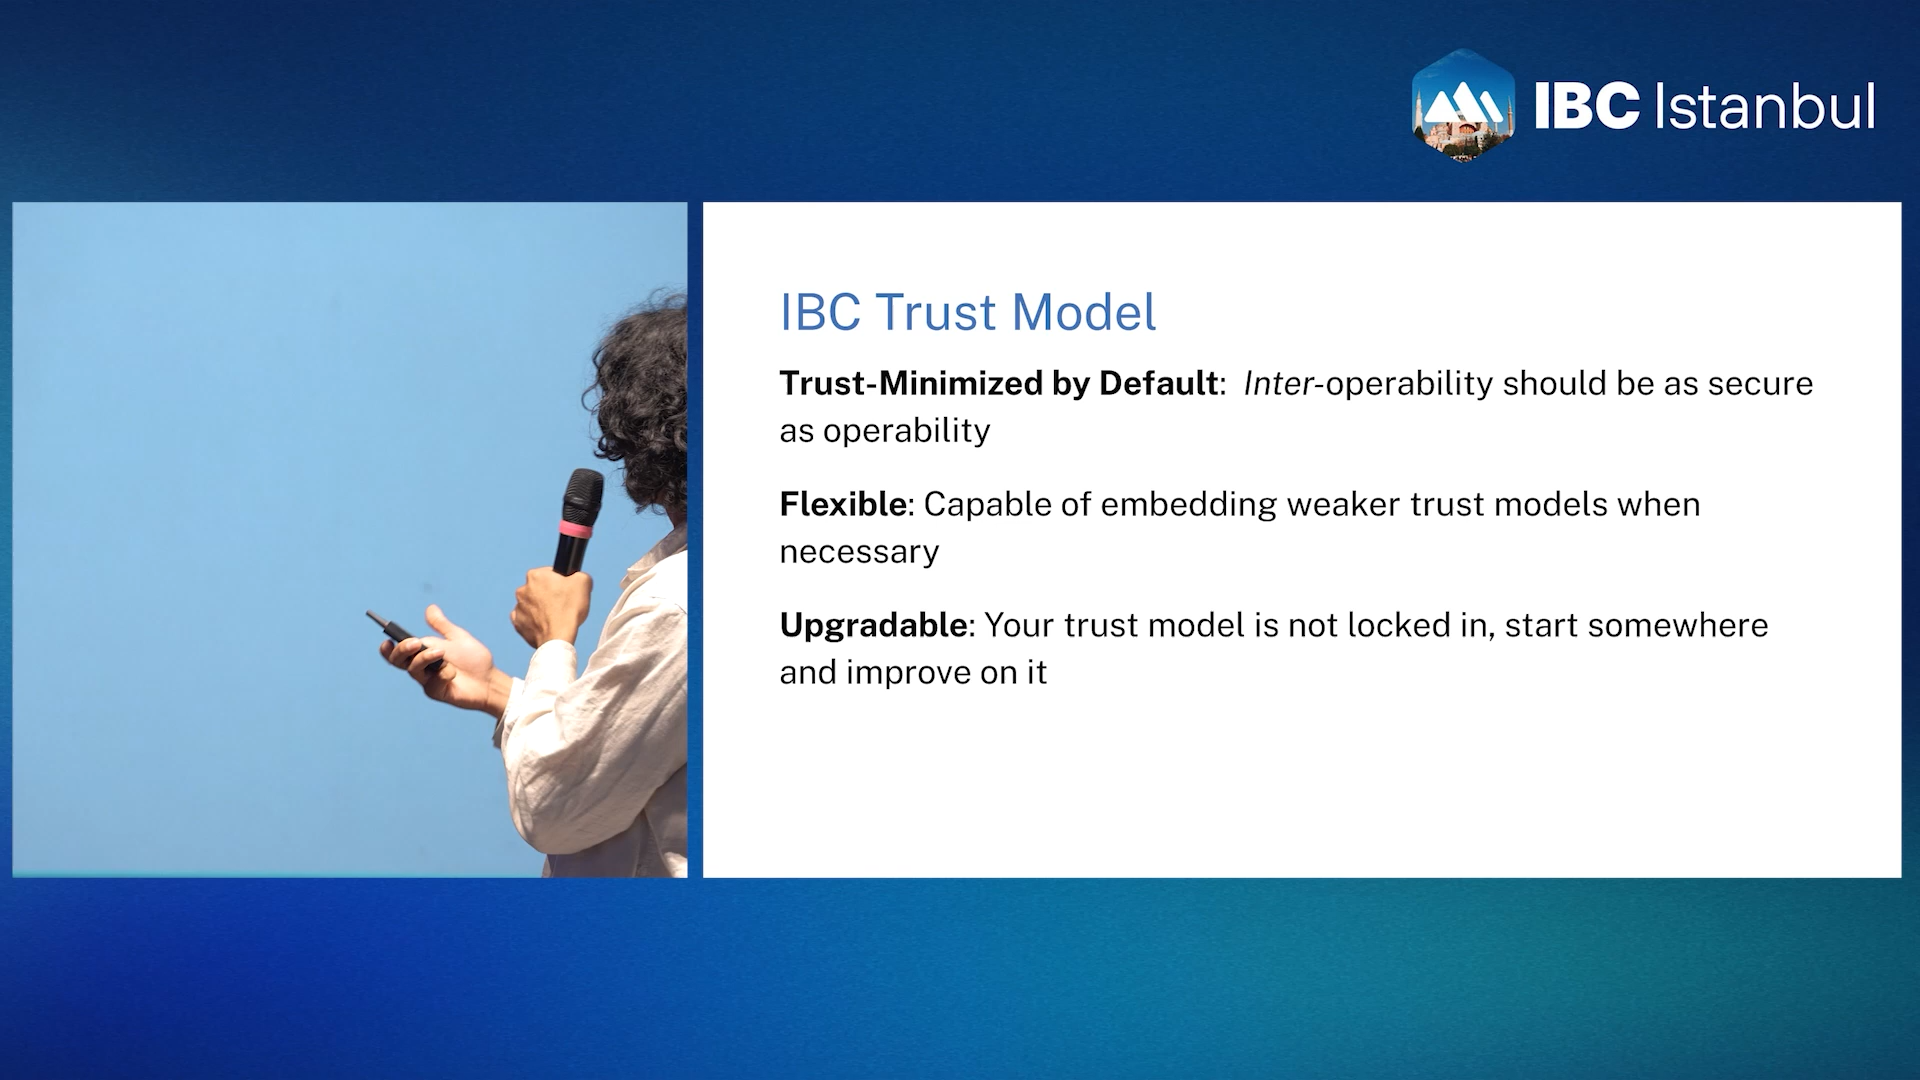 IBC Istanbul
IBC Trust Model
Trust-Minimized by Default: Inter-operability should be as secure
as operability
Flexible: Capable of embedding weaker trust models when
necessary
Upgradable: Your trust model is not locked in, start somewhere
and improve on it